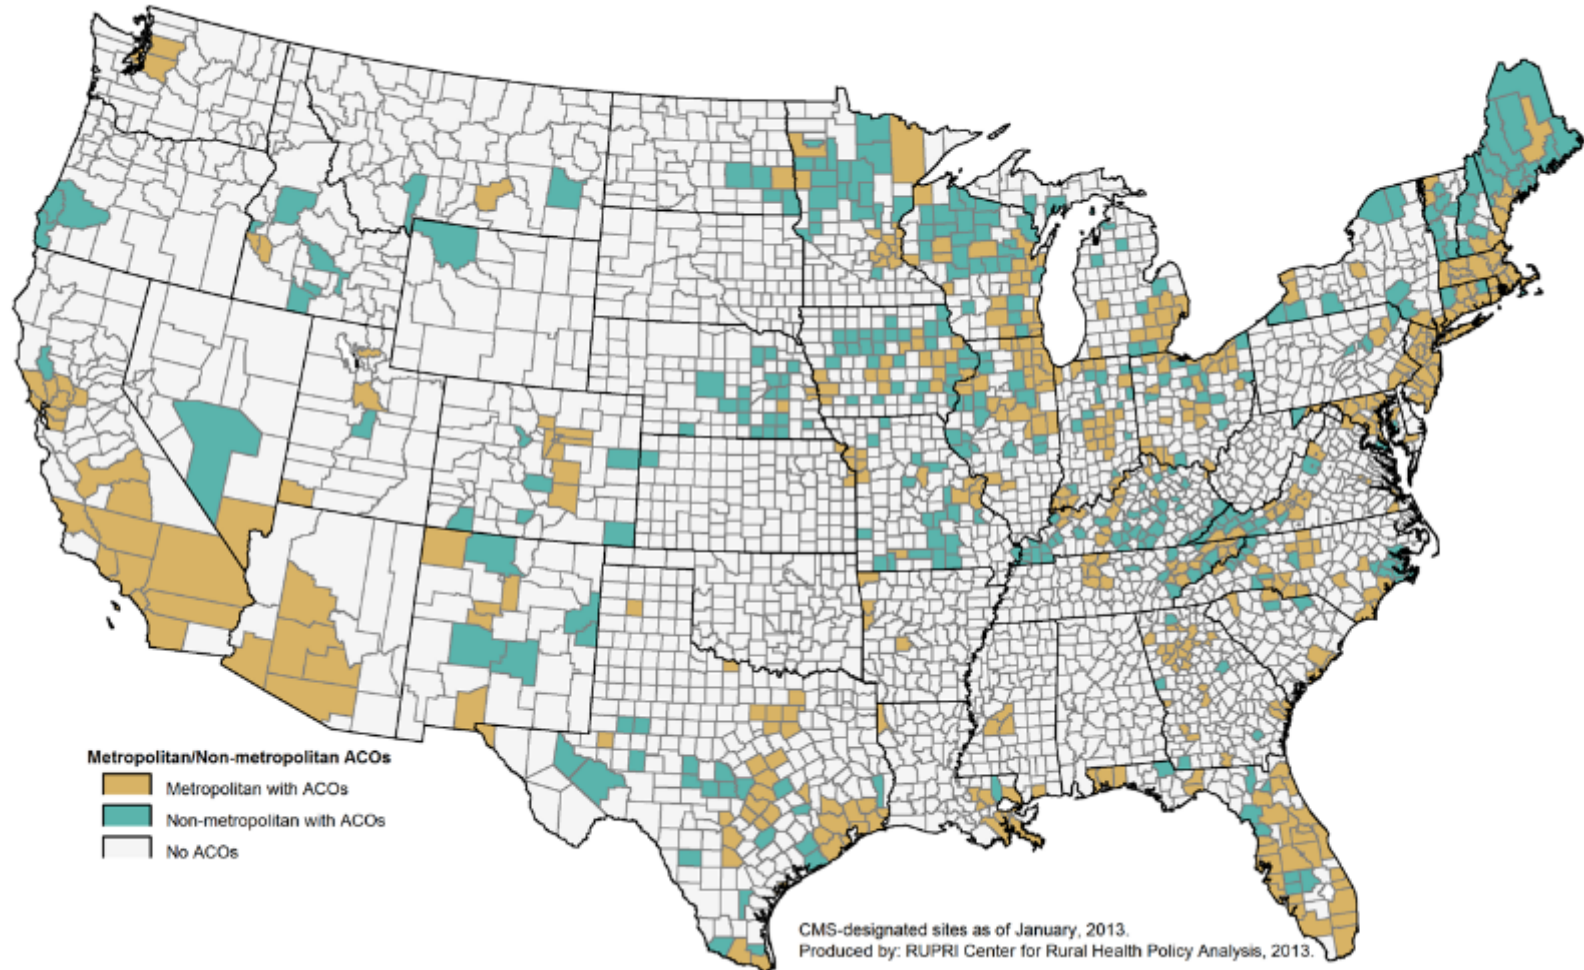 Metropolitan/Non-metropolitan ACOs
Metropolitan with ACOs
Non-metropolitan with ACOs
No ACOs
CMS-designated sites as of January, 2013.
Produced by: RUPRI Center for Rural Health Policy Analysis, 2013.